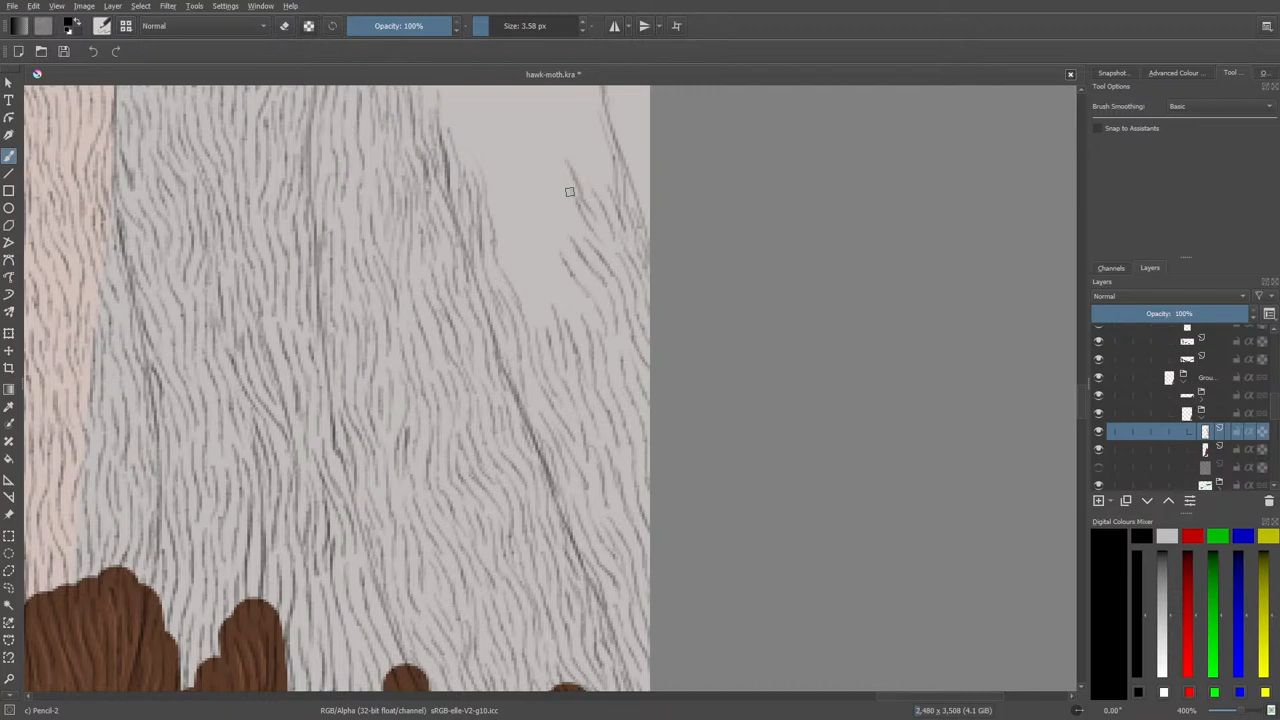 File Edit View Image Layer Select Filter Tools Settings Window Help
Normal Opacity: 100% Size: 3.58 px
hawk-moth.kra *
Snapshot... Advanced Colour ... Tool ... O...
Tool Options
Brush Smoothing: Basic
Snap to Assistants
Channels Layers
Layers
Normal
Opacity: 100%
Grou...
Digital Colours Mixer
c) Pencil-2 RGB/Alpha (32-bit float/channel) sRGB-elle-V2-g10.icc 2,480 x 3,508 (4.1 GiB) 0.00° 400%